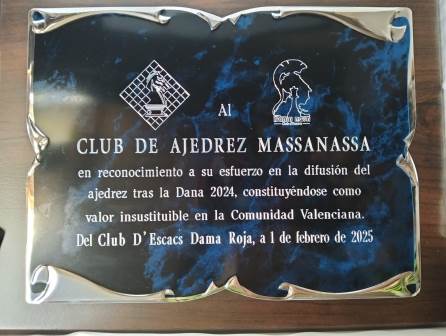 Al
CLUB DE AJEDREZ MASSANASSA
en reconocimiento a su esfuerzo en la difusión del
ajedrez tras la Dana 2024, constituyéndose como
valor insustituible en la Comunidad Valenciana.
Del Club D'Escacs Dama Roja, a 1 de febrero de 2025